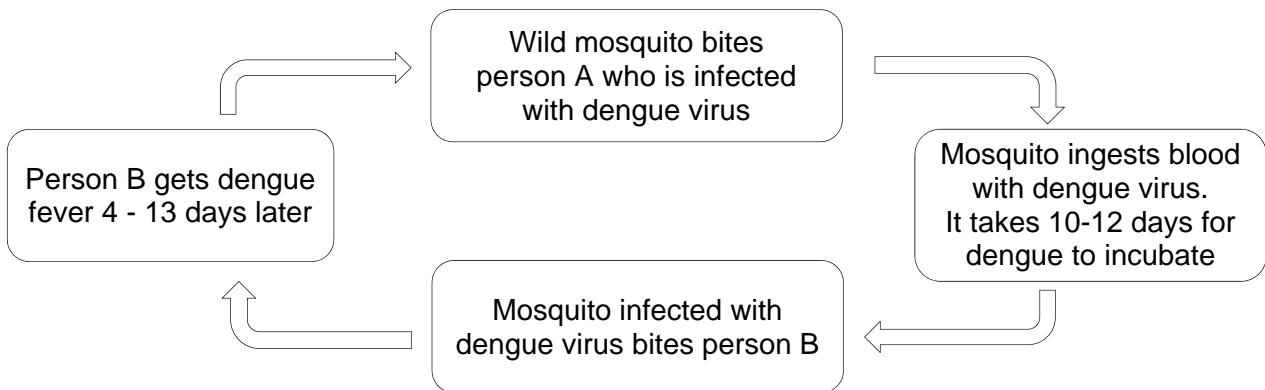 Wild mosquito bites
person A who is infected
with dengue virus
Mosquito ingests blood
with dengue virus.
It takes 10-12 days for
dengue to incubate
Mosquito infected with
dengue virus bites person B
Person B gets dengue
fever 4 - 13 days later